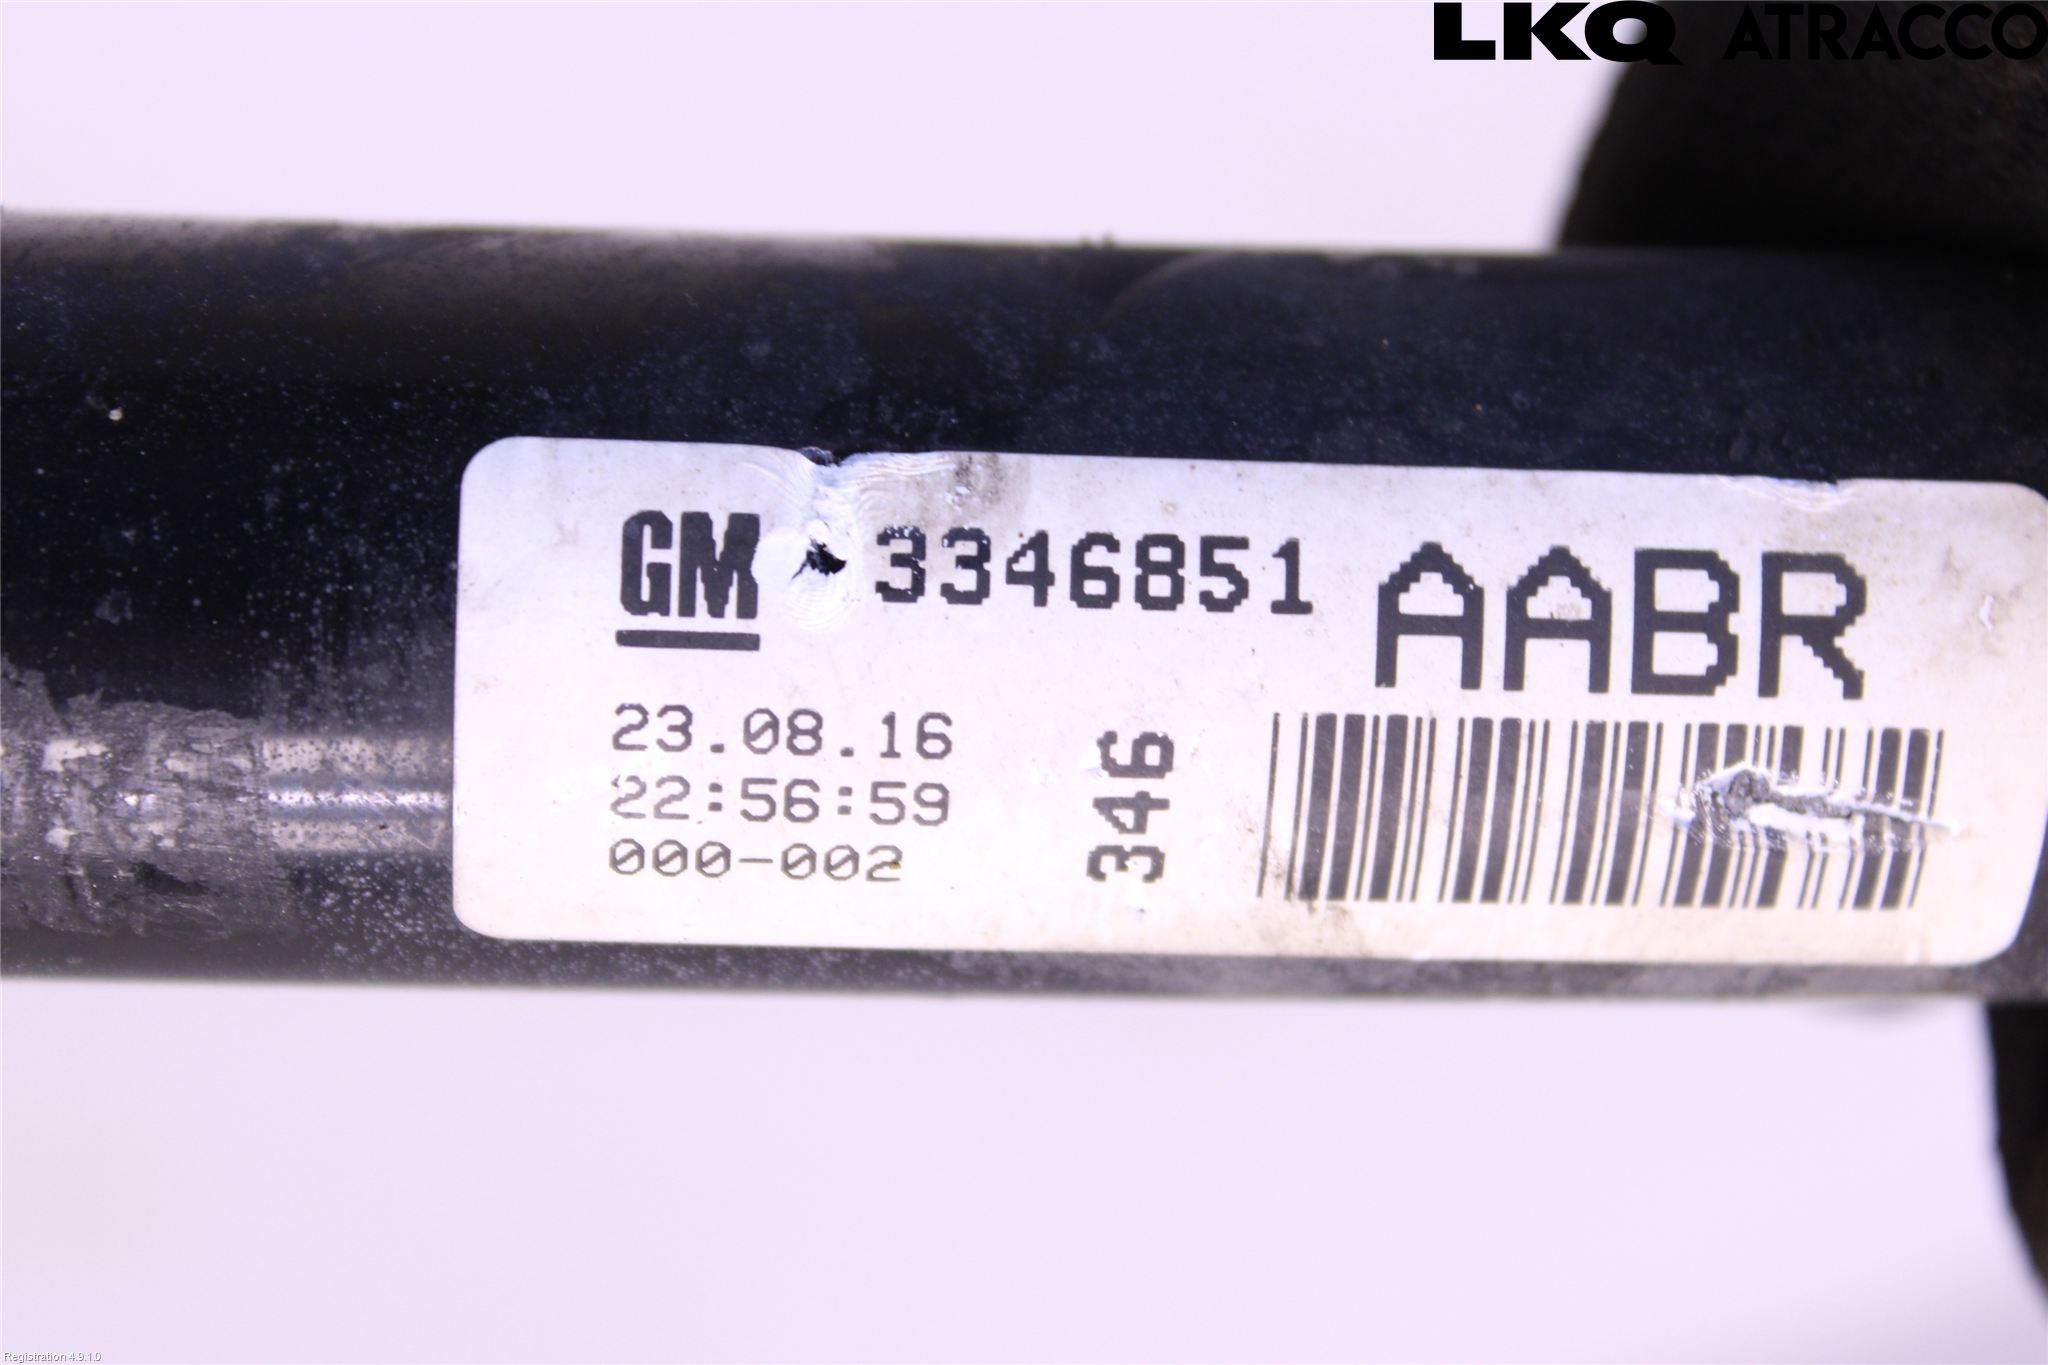 LKQ ATRACCO
GM 3346851 AABR
23.08.16
22:56:59
000-002
346
Registration 4.9.1.0